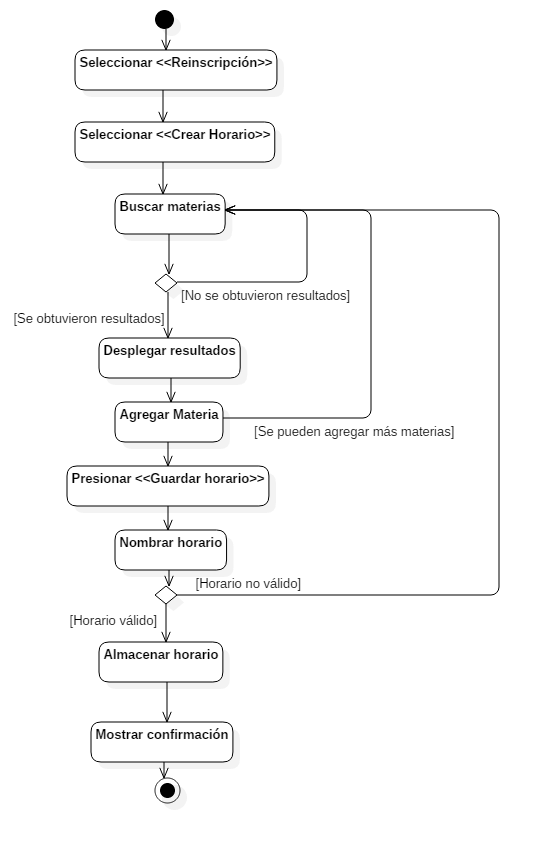 Seleccionar <<Reinscripción>>
Seleccionar <<Crear Horario>>
Buscar materias
[No se obtuvieron resultados]
[Se obtuvieron resultados]
Desplegar resultados
Agregar Materia
[Se pueden agregar más materias]
Presionar <<Guardar horario>>
Nombrar horario
[Horario no válido]
[Horario válido]
Almacenar horario
Mostrar confirmación